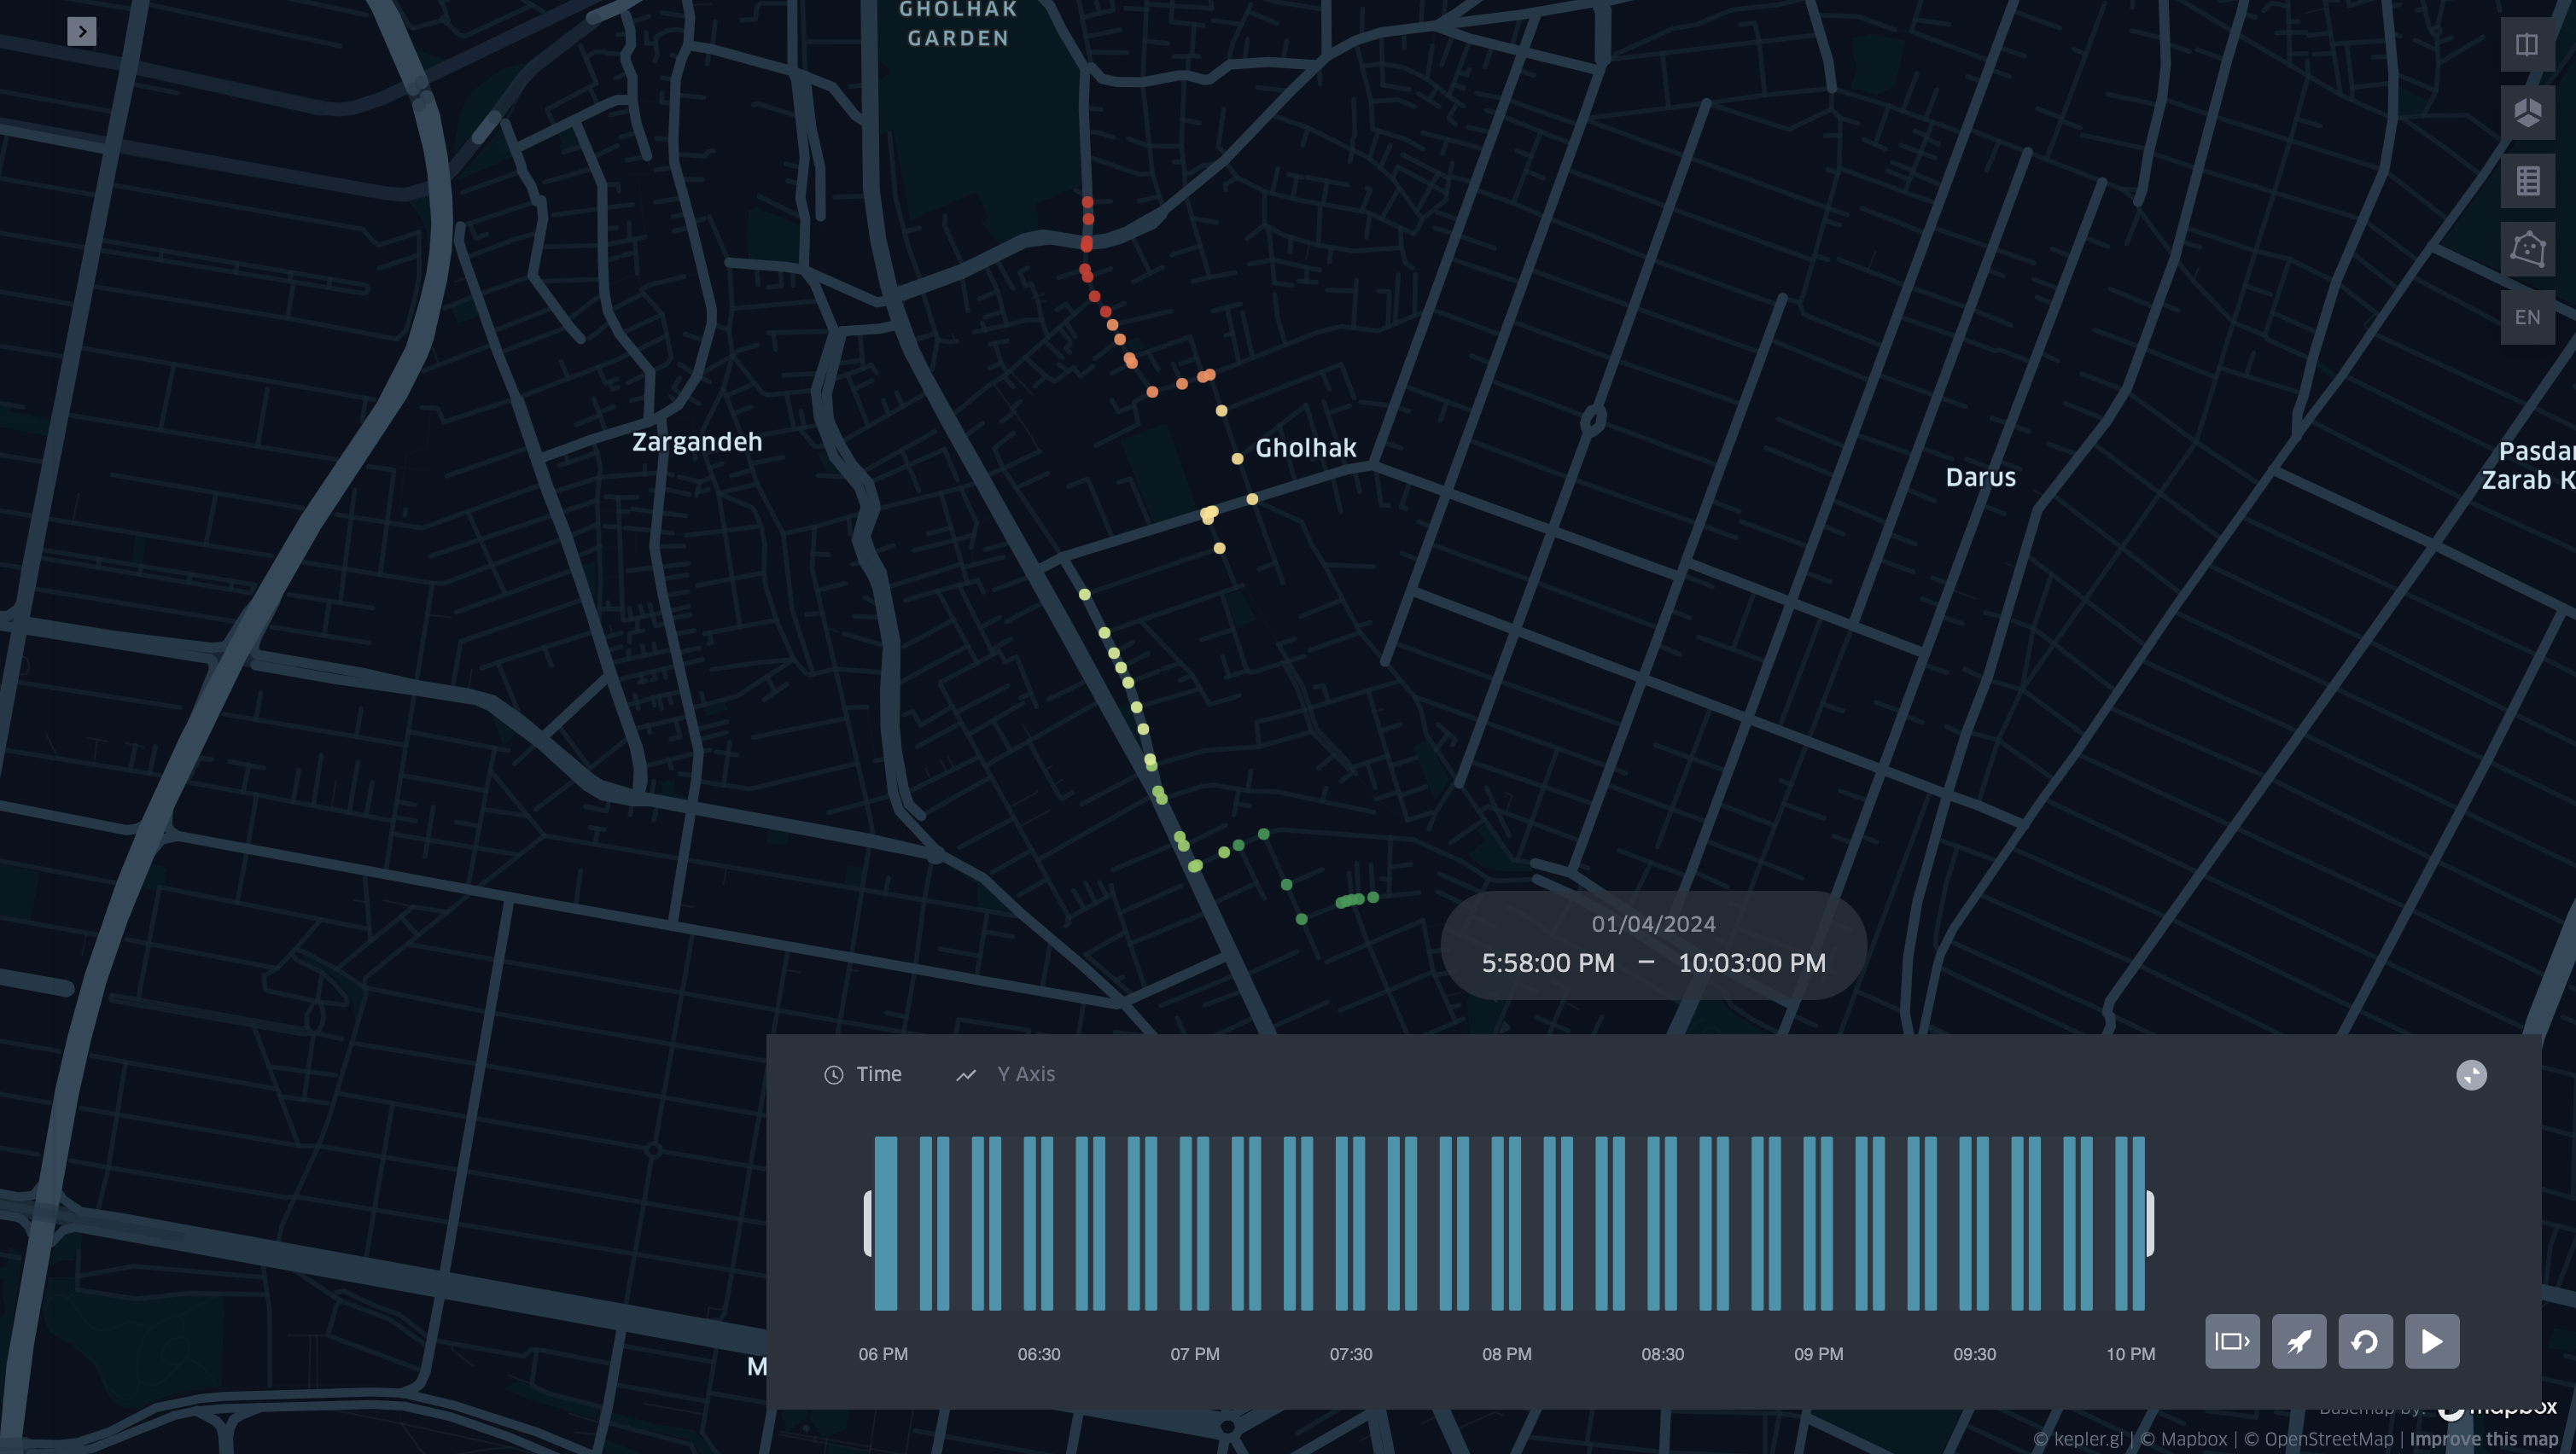 GHOLHAK
GARDEN
EN
Zargandeh
Gholhak
Darus
Pasdar
Zarab K
01/04/2024
5:58:00 PM – 10:03:00 PM
Time
Y Axis
06 PM 06:30 07 PM 07:30 08 PM 08:30 09 PM 09:30 10 PM
M
Basemap by: mapbox
© kepler.gl | © Mapbox | © OpenStreetMap | Improve this map